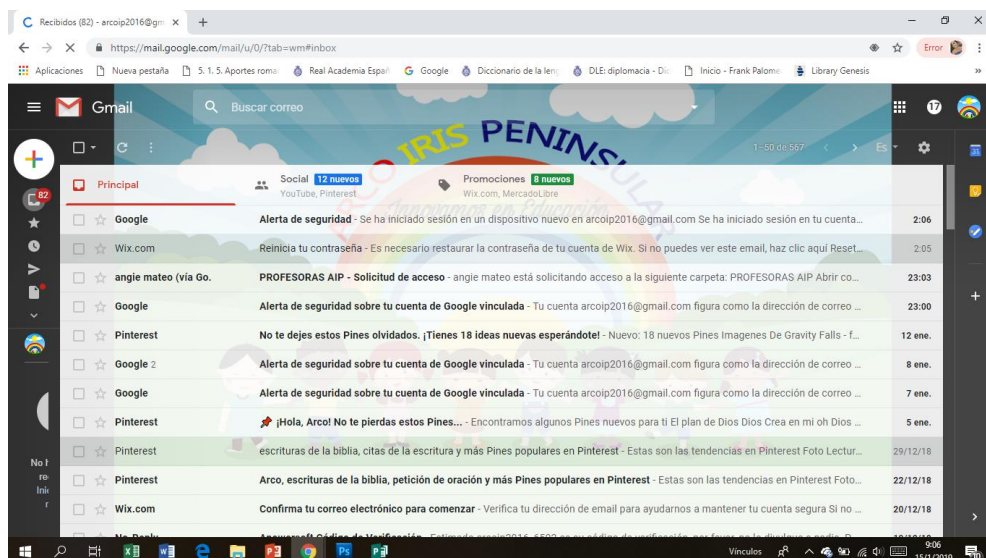 Recibidos (82) - arcoip2016@gm
https://mail.google.com/mail/u/0/?tab=wm#inbox
Error
Aplicaciones Nueva pestaña 5. 1. 5. Aportes roma Real Academia Españ Google Diccionario de la leng DLE: diplomacia - Dic Inicio - Frank Palome Library Genesis »
Gmail Buscar correo 17
ARCO IRIS PENINSULAR
Innovamos en Educación
1–50 de 567 Es
82
Principal
Social 12 nuevos
YouTube, Pinterest
Promociones 8 nuevos
Wix.com, MercadoLibre
Google Alerta de seguridad - Se ha iniciado sesión en un dispositivo nuevo en arcoip2016@gmail.com Se ha iniciado sesión en tu cuenta... 2:06
Wix.com Reinicia tu contraseña - Es necesario restaurar la contraseña de tu cuenta de Wix. Si no puedes ver este email, haz clic aquí Reset... 2:05
angie mateo (vía Go. PROFESORAS AIP - Solicitud de acceso - angie mateo está solicitando acceso a la siguiente carpeta: PROFESORAS AIP Abrir co... 23:03
Google Alerta de seguridad sobre tu cuenta de Google vinculada - Tu cuenta arcoip2016@gmail.com figura como la dirección de correo ... 23:00
Pinterest No te dejes estos Pines olvidados. ¡Tienes 18 ideas nuevas esperándote! - Nuevo: 18 nuevos Pines Imagenes De Gravity Falls - f... 12 ene.
Google 2 Alerta de seguridad sobre tu cuenta de Google vinculada - Tu cuenta arcoip2016@gmail.com figura como la dirección de correo ... 8 ene.
Google Alerta de seguridad sobre tu cuenta de Google vinculada - Tu cuenta arcoip2016@gmail.com figura como la dirección de correo ... 7 ene.
Pinterest ¡Hola, Arco! No te pierdas estos Pines... - Encontramos algunos Pines nuevos para ti El plan de Dios Dios Crea en mi oh Dios ... 5 ene.
Pinterest escrituras de la biblia, citas de la escritura y más Pines populares en Pinterest - Estas son las tendencias en Pinterest Foto Lectur... 29/12/18
Pinterest Arco, escrituras de la biblia, petición de oración y más Pines populares en Pinterest - Estas son las tendencias en Pinterest Foto... 22/12/18
Wix.com Confirma tu correo electrónico para comenzar - Verifica tu dirección de email para ayudarnos a mantener tu cuenta segura Si no ... 20/12/18
No h
re
Inic
r
Vínculos 9:06
15/1/2019